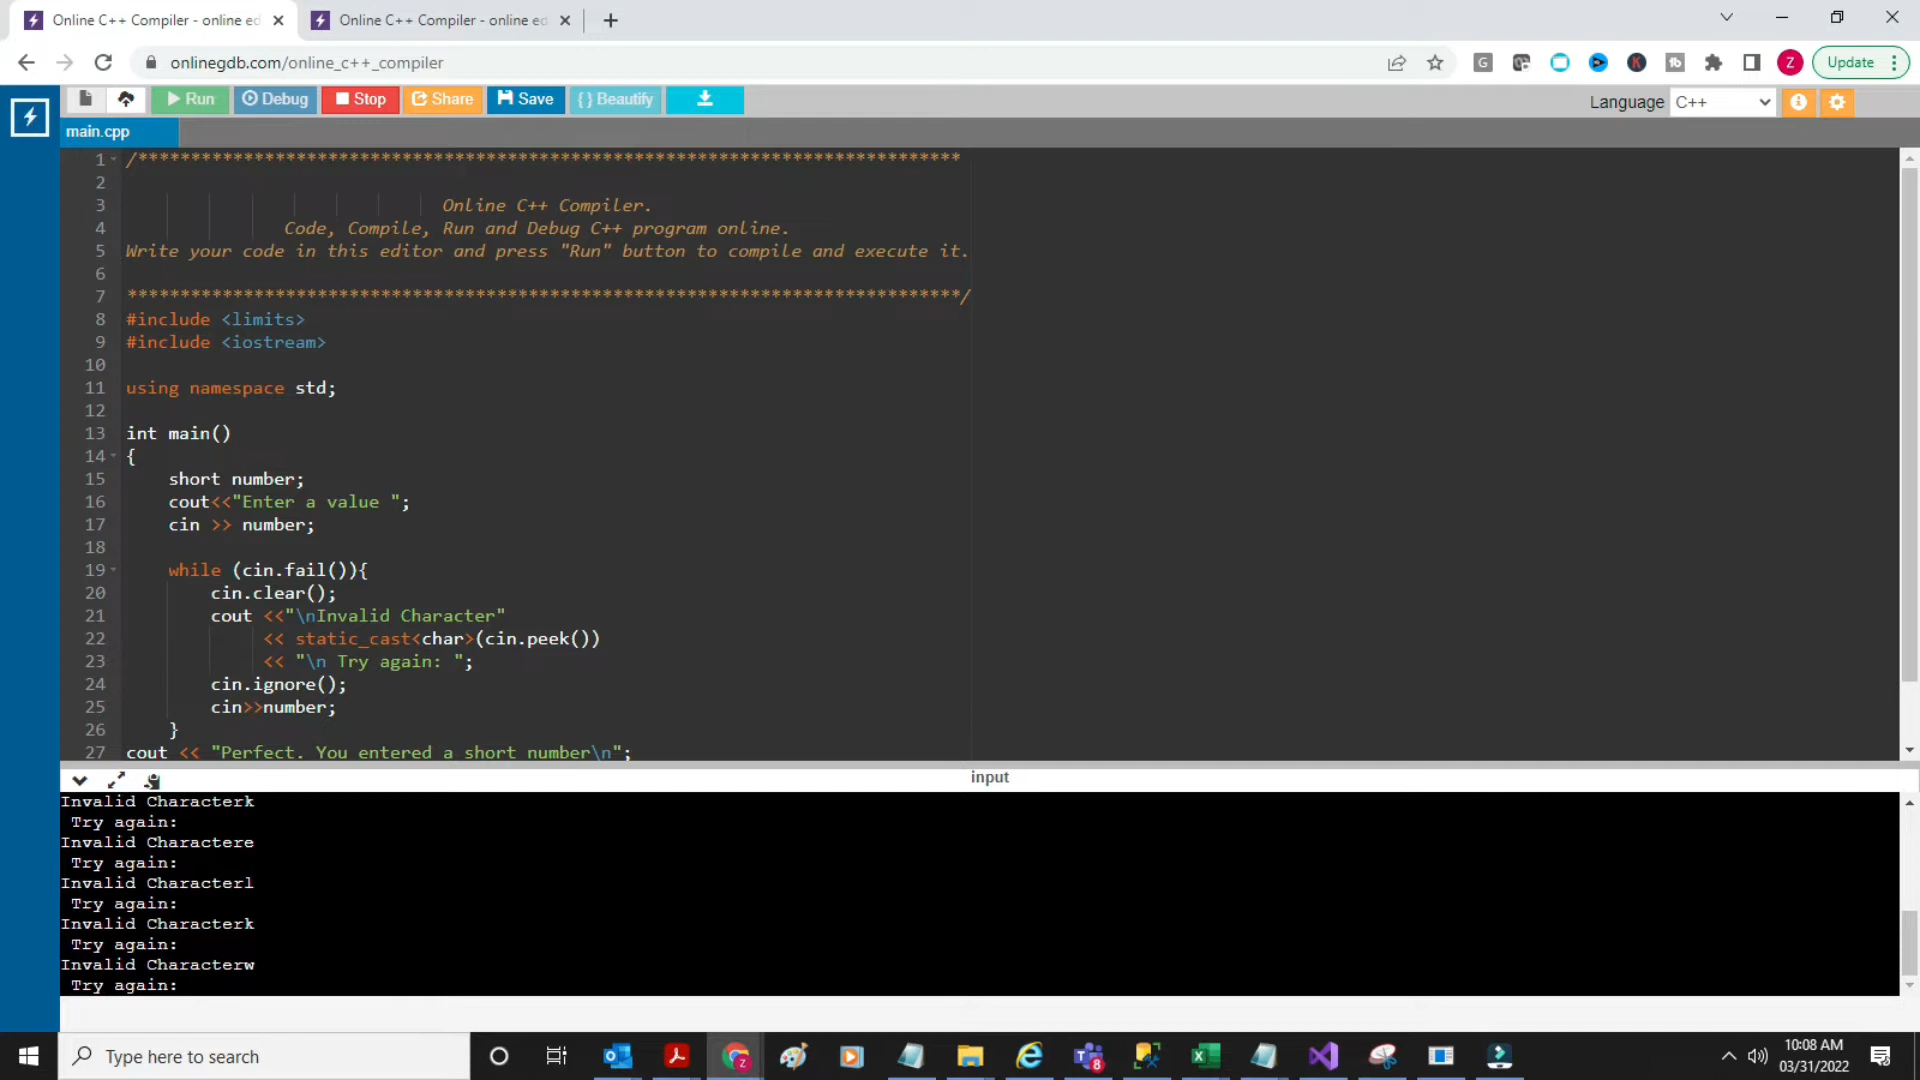 Online C++ Compiler - online ed
Online C++ Compiler - online ed
onlinegdb.com/online_c++_compiler
Update
Run
Debug
Stop
Share
Save
{ } Beautify
Language C++
main.cpp
1 /******************************************************************************
2
3 Online C++ Compiler.
4 Code, Compile, Run and Debug C++ program online.
5 Write your code in this editor and press "Run" button to compile and execute it.
6
7 *******************************************************************************/
8 #include <limits>
9 #include <iostream>
10
11 using namespace std;
12
13 int main()
14 {
15 short number;
16 cout<<"Enter a value ";
17 cin >> number;
18
19 while (cin.fail()){
20 cin.clear();
21 cout <<"\nInvalid Character"
22 << static_cast<char>(cin.peek())
23 << "\n Try again: ";
24 cin.ignore();
25 cin>>number;
26 }
27 cout << "Perfect. You entered a short number\n";
input
Invalid Characterk
Try again:
Invalid Charactere
Try again:
Invalid Characterl
Try again:
Invalid Characterk
Try again:
Invalid Characterw
Try again:
Type here to search
10:08 AM
03/31/2022